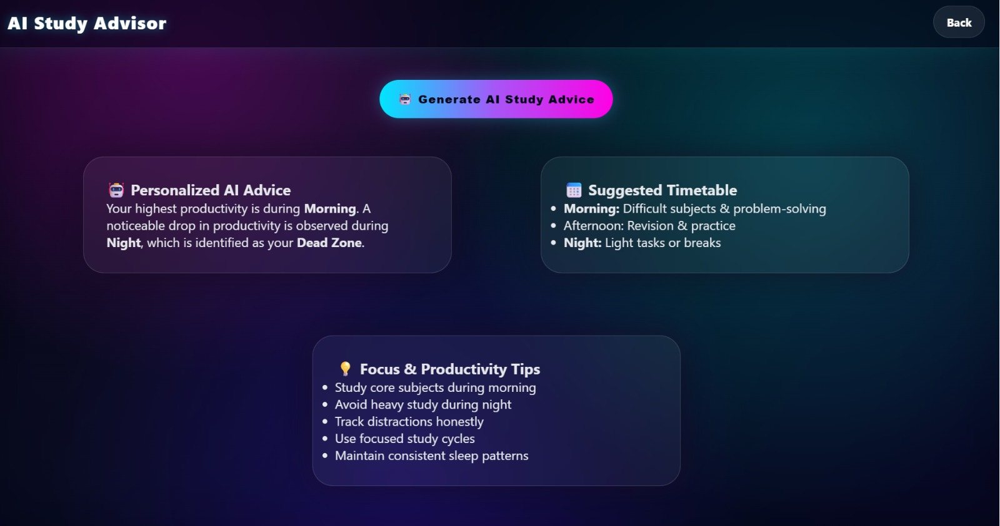 AI Study Advisor
Back
🤖 Generate AI Study Advice
🤖 Personalized AI Advice
Your highest productivity is during Morning. A
noticeable drop in productivity is observed during
Night, which is identified as your Dead Zone.
📅 Suggested Timetable
• Morning: Difficult subjects & problem-solving
• Afternoon: Revision & practice
• Night: Light tasks or breaks
💡 Focus & Productivity Tips
• Study core subjects during morning
• Avoid heavy study during night
• Track distractions honestly
• Use focused study cycles
• Maintain consistent sleep patterns